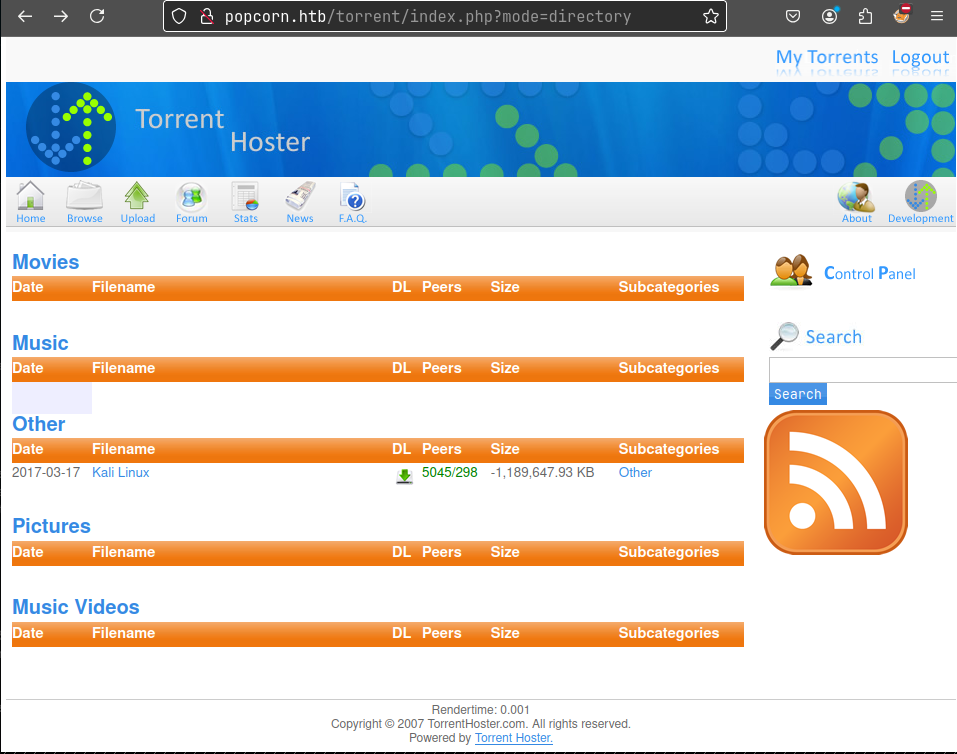 popcorn.htb/torrent/index.php?mode=directory
My Torrents Logout
Torrent
Hoster
Home Browse Upload Forum Stats News F.A.Q. About Development
Movies
Date Filename DL Peers Size Subcategories
Control Panel
Music
Date Filename DL Peers Size Subcategories
Search
Search
Other
Date Filename DL Peers Size Subcategories
2017-03-17 Kali Linux 5045/298 -1,189,647.93 KB Other
Pictures
Date Filename DL Peers Size Subcategories
Music Videos
Date Filename DL Peers Size Subcategories
Rendertime: 0.001
Copyright © 2007 TorrentHoster.com. All rights reserved.
Powered by Torrent Hoster.